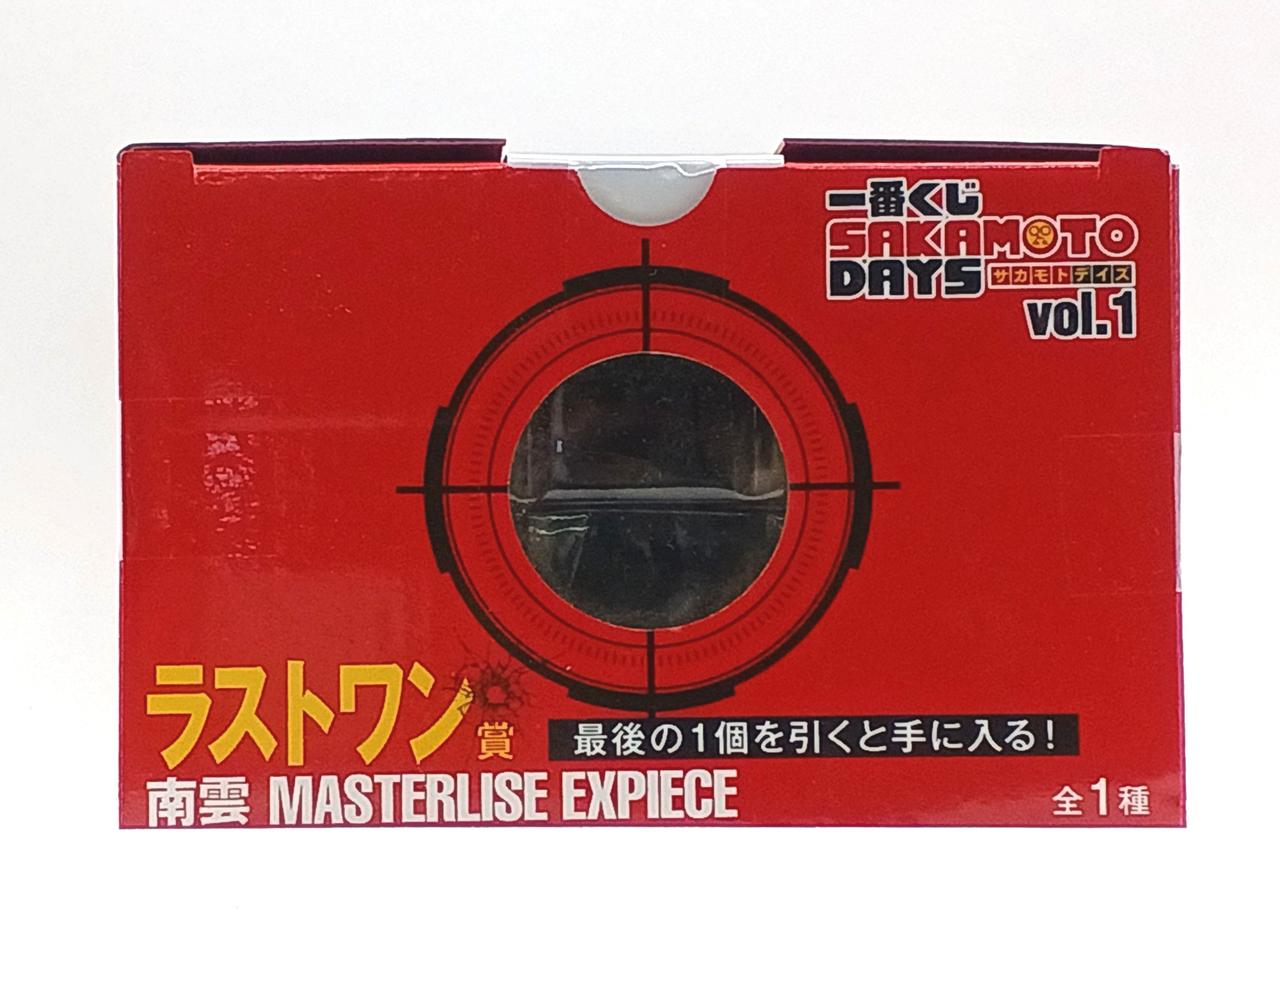 一番くじ
SAKAMOTO
DAYS サカモトデイズ
vol.1
ラストワン賞
最後の1個を引くと手に入る!
南雲 MASTERLISE EXPIECE
全1種